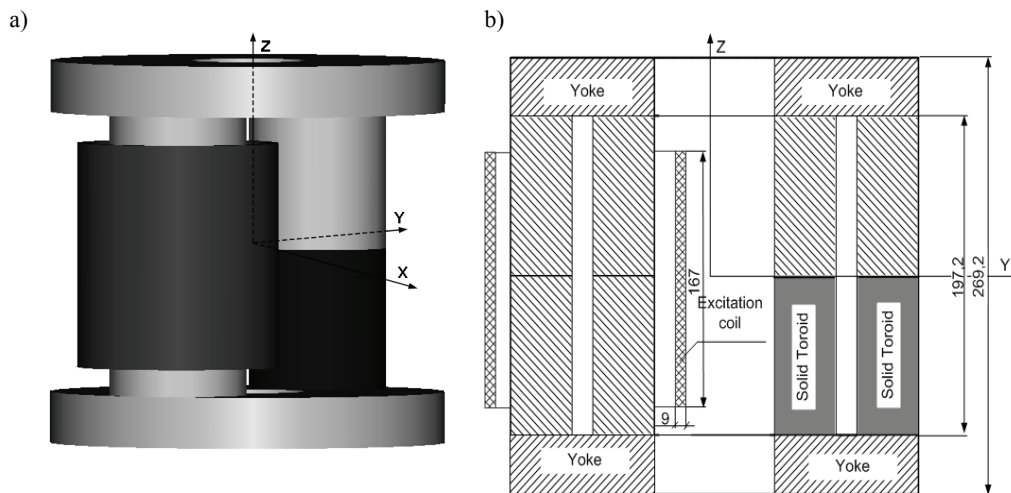 a)
b)
Z
Y
X
Z
Yoke
Yoke
Y
167
197,2
269,2
Excitation
coil
Solid Toroid
Solid Toroid
9
Yoke
Yoke